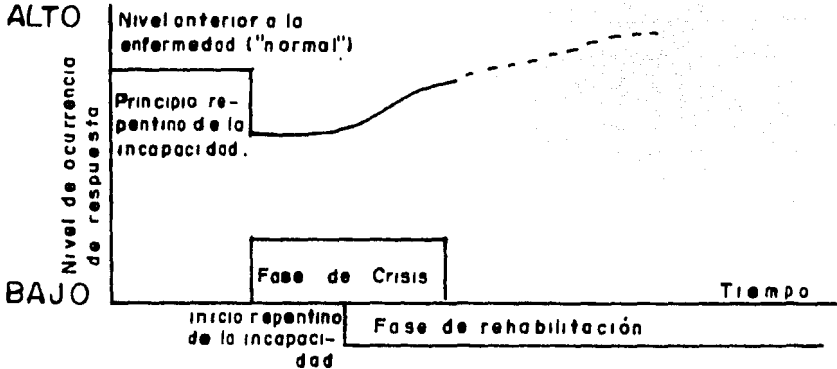 ALTO
Nivel anterior a la
enfermedad ("normal")
Principio re-
pentino de la
incapacidad.
Nivel de ocurrencia
de respuesta
Fase de Crisis
BAJO
Tiempo
inicio repentino
de la incapaci-
dad
Fase de rehabilitación